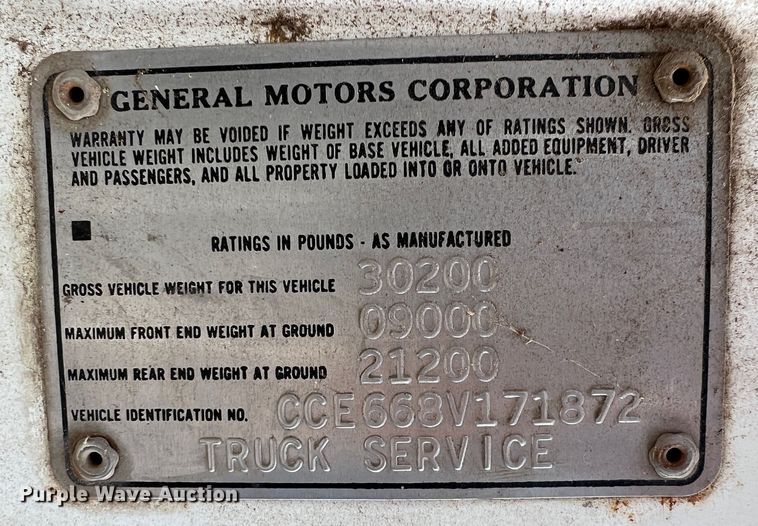 GENERAL MOTORS CORPORATION
WARRANTY MAY BE VOIDED IF WEIGHT EXCEEDS ANY OF RATINGS SHOWN. GROSS
VEHICLE WEIGHT INCLUDES WEIGHT OF BASE VEHICLE, ALL ADDED EQUIPMENT, DRIVER
AND PASSENGERS, AND ALL PROPERTY LOADED INTO OR ONTO VEHICLE.
RATINGS IN POUNDS - AS MANUFACTURED
GROSS VEHICLE WEIGHT FOR THIS VEHICLE 30200
MAXIMUM FRONT END WEIGHT AT GROUND 09000
MAXIMUM REAR END WEIGHT AT GROUND 21200
VEHICLE IDENTIFICATION NO. CCE668V171872
TRUCK SERVICE
Purple Wave Auction